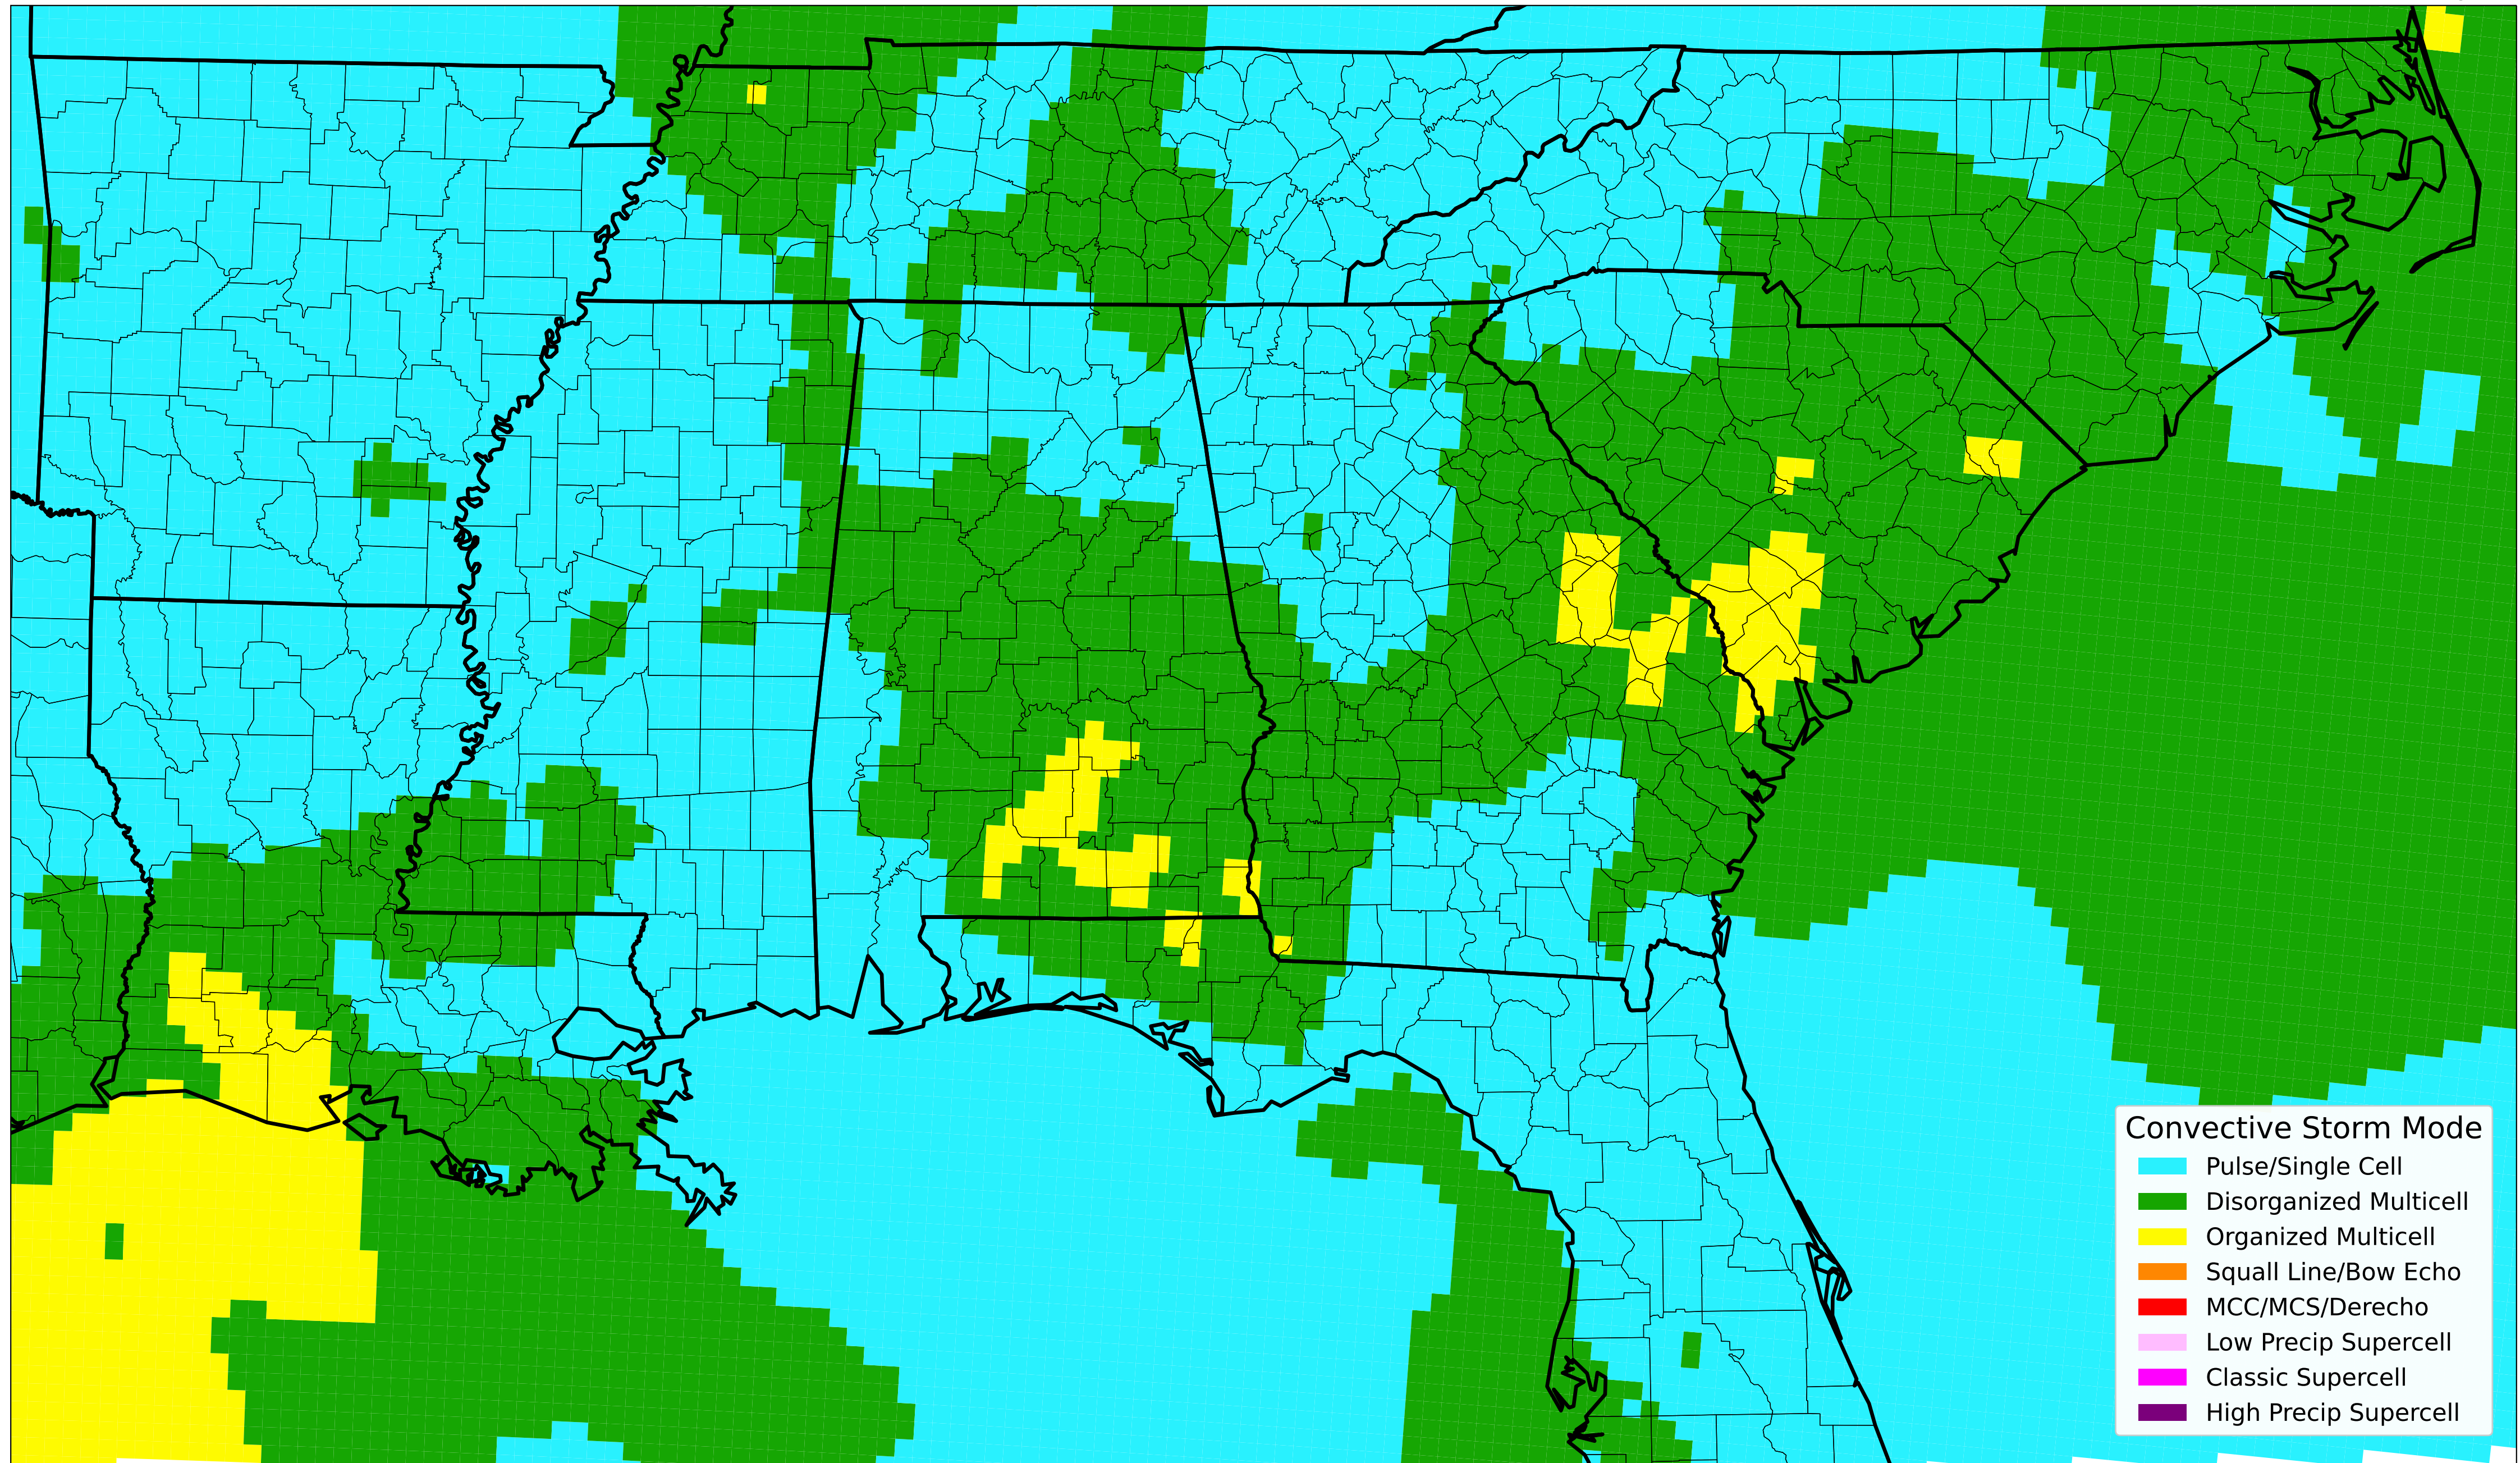 Convective Storm Mode
Pulse/Single Cell
Disorganized Multicell
Organized Multicell
Squall Line/Bow Echo
MCC/MCS/Derecho
Low Precip Supercell
Classic Supercell
High Precip Supercell